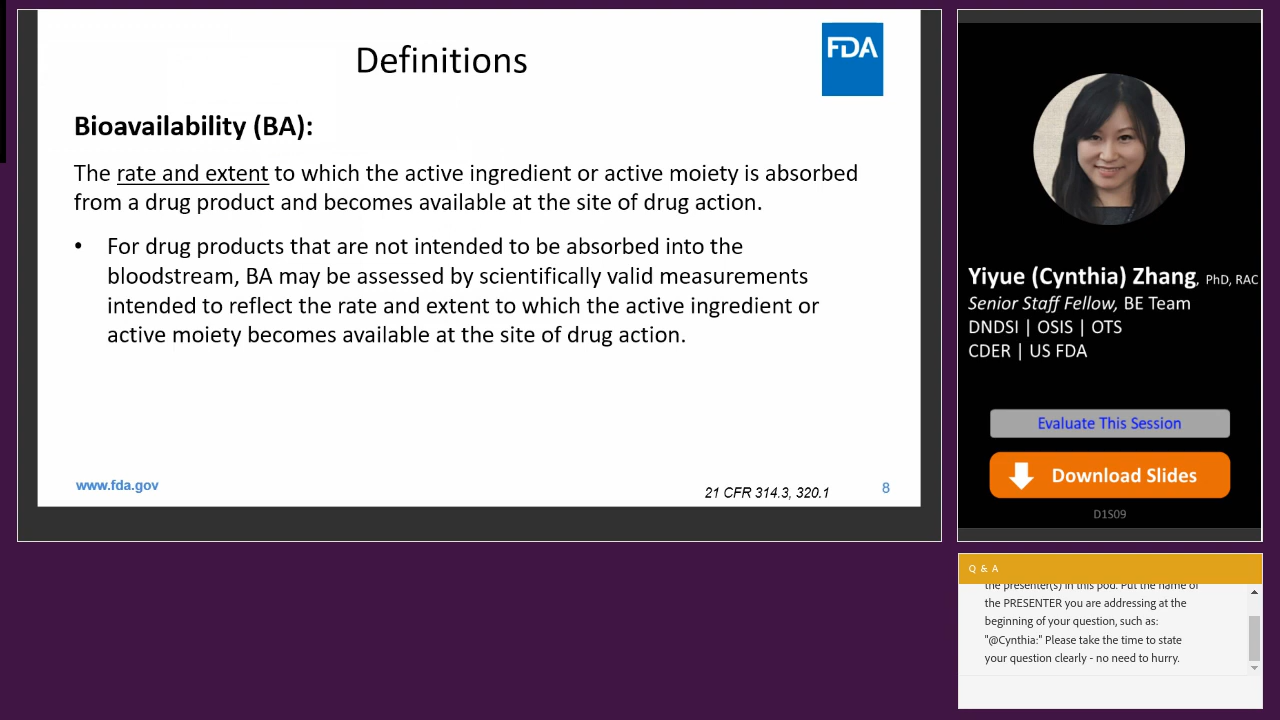 Definitions
FDA
Bioavailability (BA):
The rate and extent to which the active ingredient or active moiety is absorbed
from a drug product and becomes available at the site of drug action.
• For drug products that are not intended to be absorbed into the
bloodstream, BA may be assessed by scientifically valid measurements
intended to reflect the rate and extent to which the active ingredient or
active moiety becomes available at the site of drug action.
www.fda.gov
21 CFR 314.3, 320.1
8
Yiyue (Cynthia) Zhang, PhD, RAC
Senior Staff Fellow, BE Team
DNDSI | OSIS | OTS
CDER | US FDA
Evaluate This Session
Download Slides
D1S09
Q & A
the presenter(s) in this pod. Put the name of
the PRESENTER you are addressing at the
beginning of your question, such as:
"@Cynthia:" Please take the time to state
your question clearly - no need to hurry.